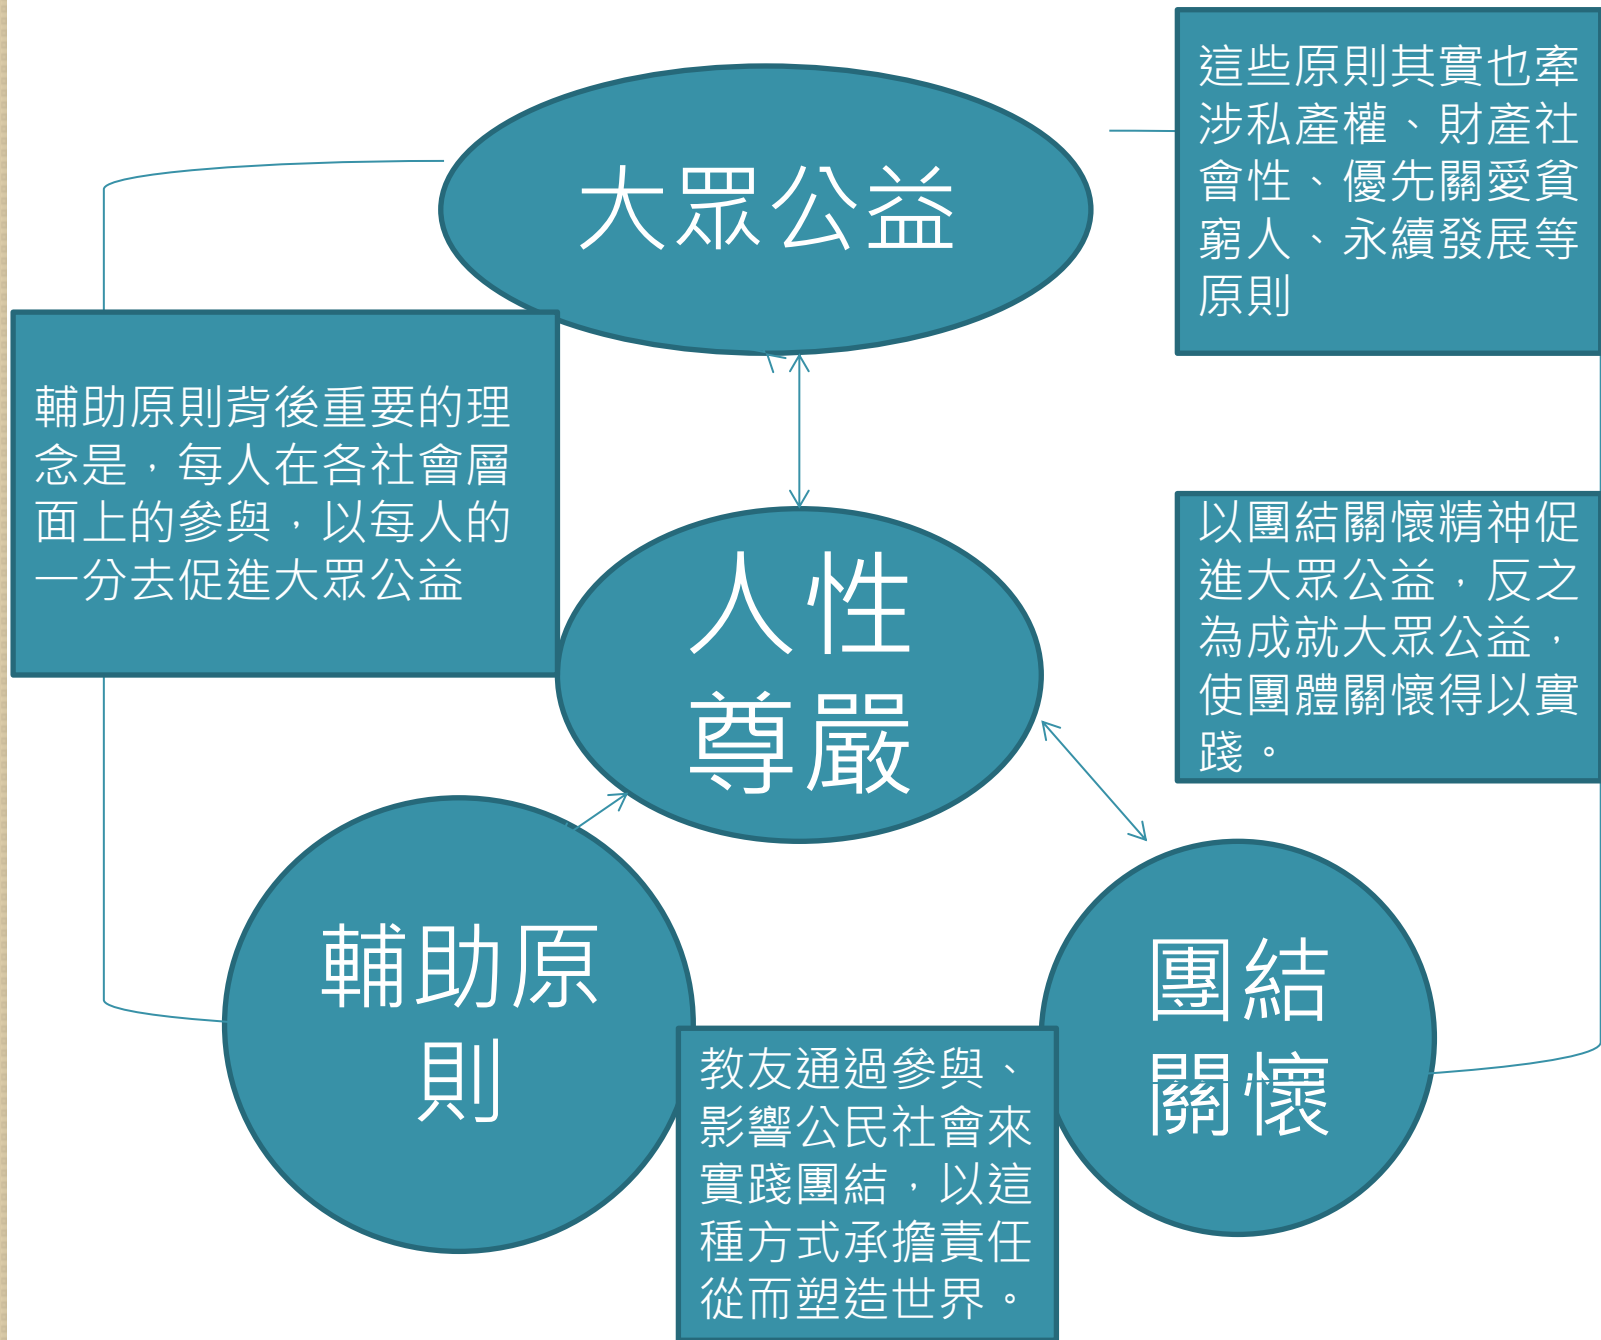 大眾公益
這些原則其實也牽
涉私產權、財產社
會性、優先關愛貧
窮人、永續發展等
原則
輔助原則背後重要的理
念是，每人在各社會層
面上的參與，以每人的
一分去促進大眾公益
人性
尊嚴
以團結關懷精神促
進大眾公益，反之
為成就大眾公益，
使團體關懷得以實
踐。
輔助原
則
教友通過參與、
影響公民社會來
實踐團結，以這
種方式承擔責任
從而塑造世界。
團結
關懷